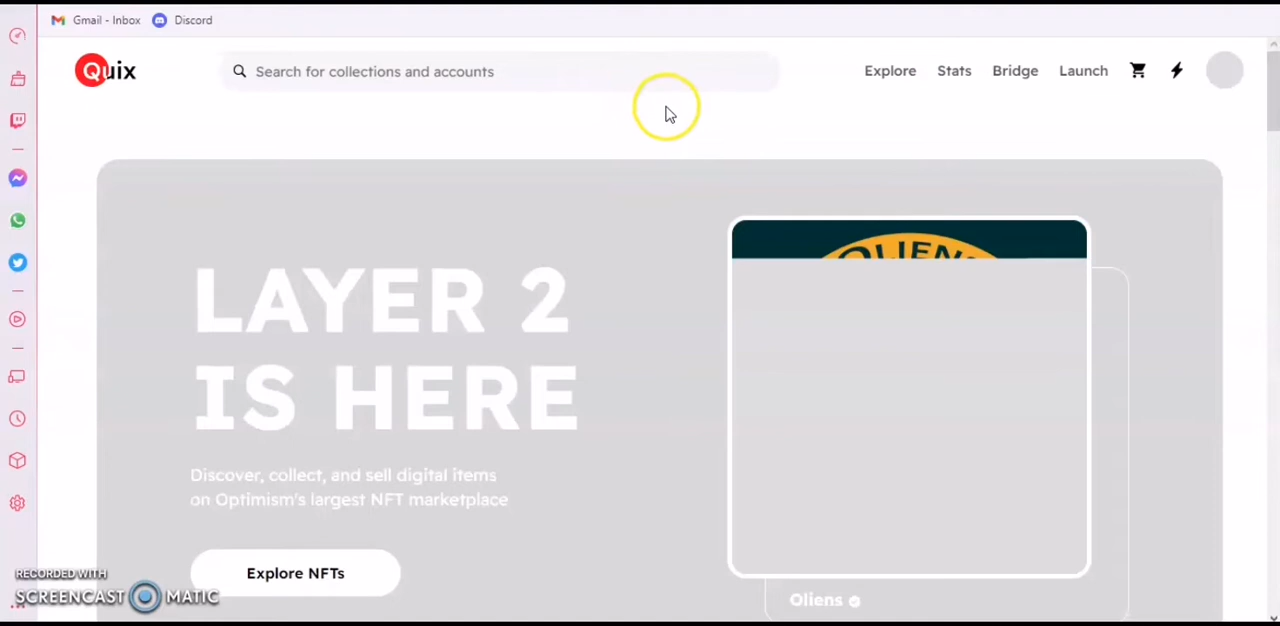 Gmail - Inbox Discord
Quix
Search for collections and accounts
Explore Stats Bridge Launch
OLIENS
LAYER 2
IS HERE
Discover, collect, and sell digital items
on Optimism's largest NFT marketplace
Explore NFTs
Oliens
RECORDED WITH
SCREENCAST MATIC